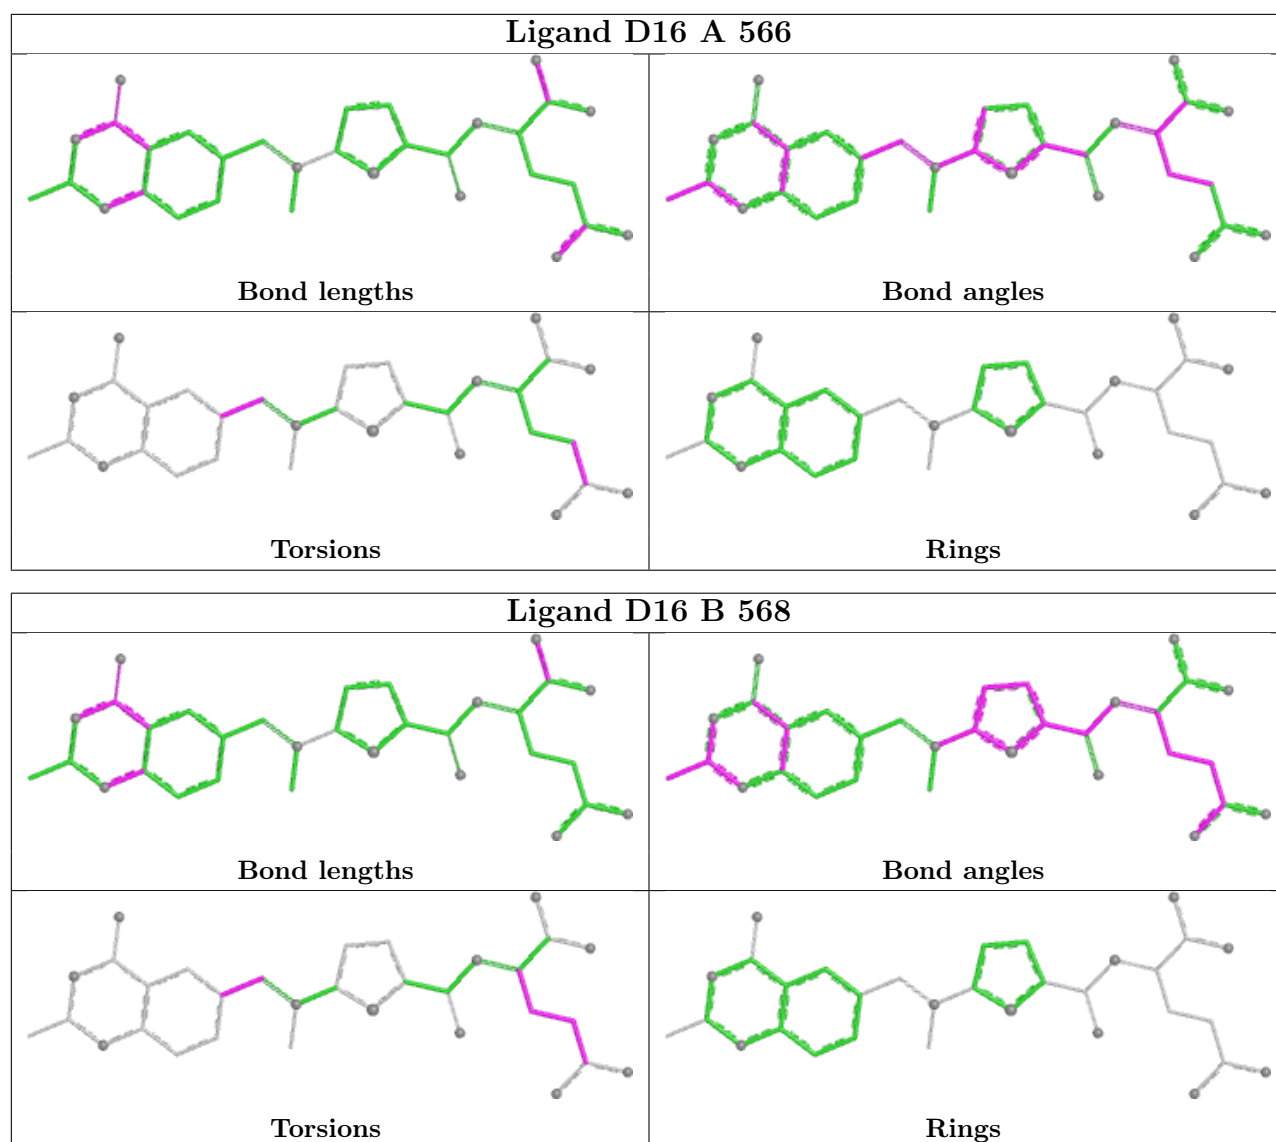 Ligand D16 A 566
Bond lengths
Bond angles
Torsions
Rings
Ligand D16 B 568
Bond lengths
Bond angles
Torsions
Rings